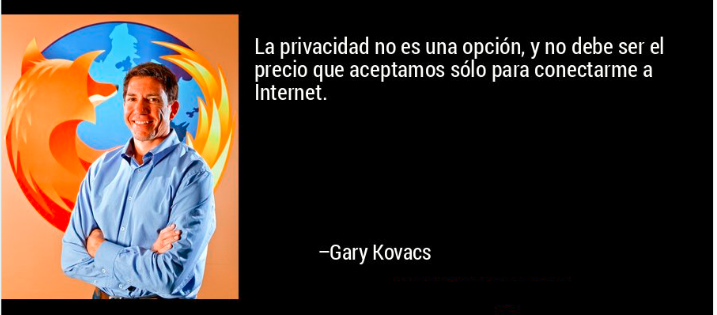 La privacidad no es una opción, y no debe ser el
precio que aceptamos sólo para conectarme a
Internet.
–Gary Kovacs